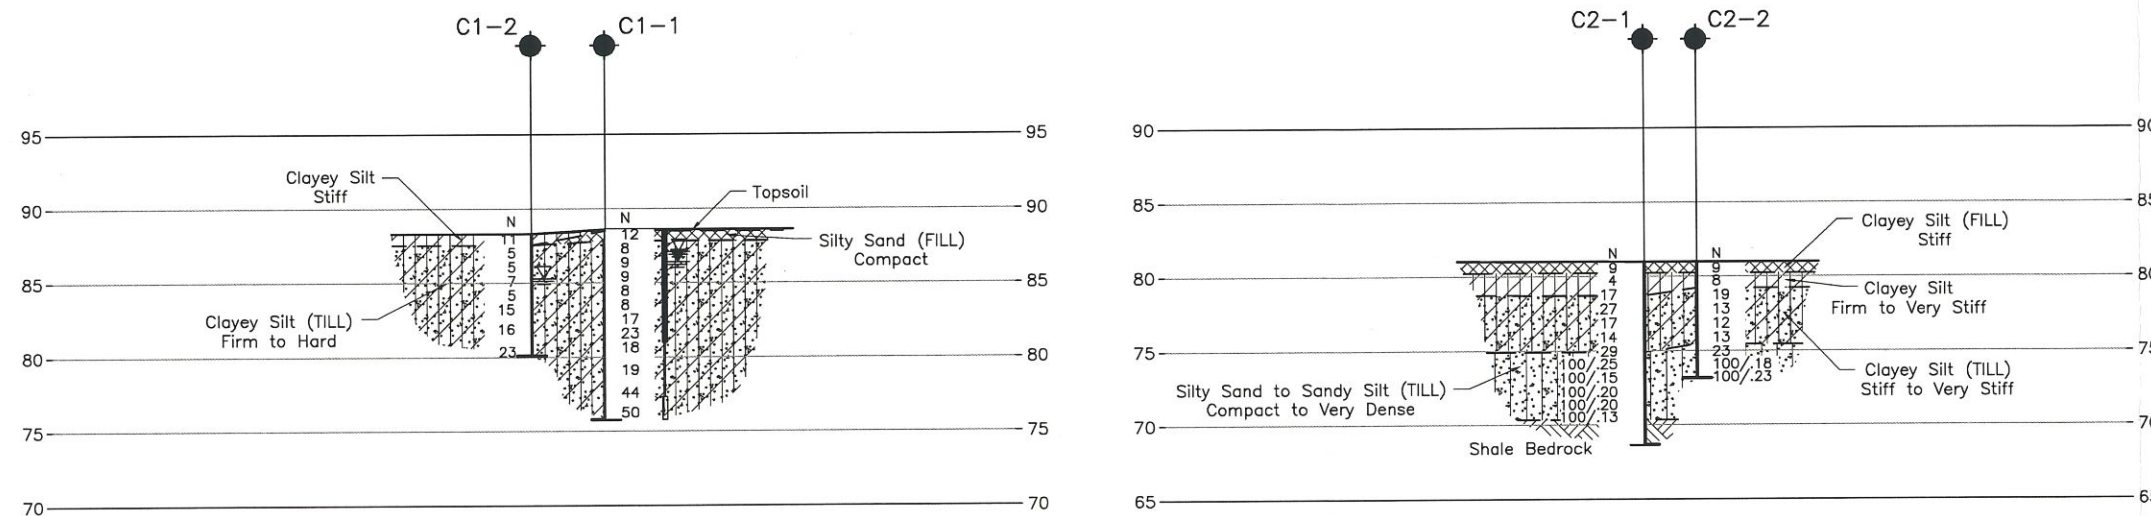 C1-2
C1-1
95
95
Clayey Silt
Stiff
Topsoil
90
90
N
N
11
5
5
7
5
15
16
23
12
8
9
9
8
8
17
23
18
19
44
50
Silty Sand (FILL)
Compact
85
85
Clayey Silt (TILL)
Firm to Hard
80
80
75
75
70
70
C2-1
C2-2
90
90
85
85
Clayey Silt (FILL)
Stiff
N
N
9
4
17
27
17
14
29
100/.25
100/.15
100/.20
100/.20
100/.13
9
8
19
13
12
13
23
100/.18
100/.23
80
80
Clayey Silt
Firm to Very Stiff
75
75
Clayey Silt (TILL)
Stiff to Very Stiff
Silty Sand to Sandy Silt (TILL)
Compact to Very Dense
70
70
Shale Bedrock
65